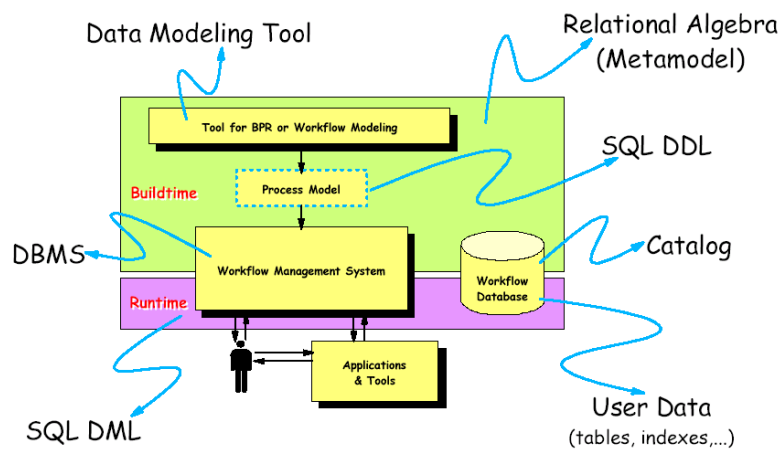 Data Modeling Tool
Relational Algebra
(Metamodel)
Tool for BPR or Workflow Modeling
SQL DDL
Buildtime
Process Model
DBMS
Workflow Management System
Catalog
Workflow
Database
Runtime
Applications
& Tools
SQL DML
User Data
(tables, indexes,...)